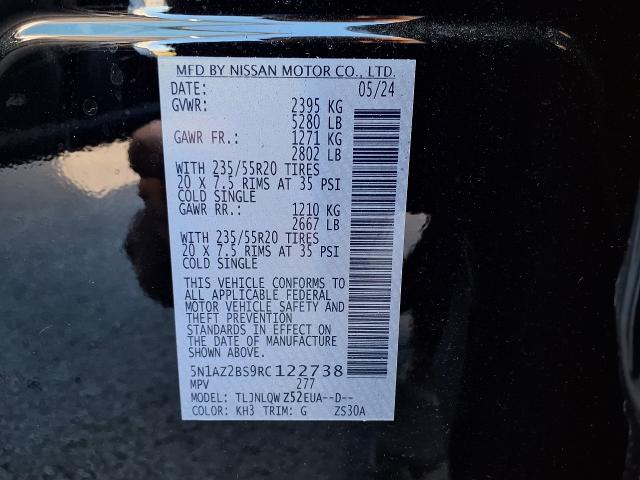 MFD BY NISSAN MOTOR CO., LTD.
DATE: 05/24
GVWR: 2395 KG
5280 LB
GAWR FR.: 1271 KG
2802 LB
WITH 235/55R20 TIRES
20 X 7.5 RIMS AT 35 PSI
COLD SINGLE
GAWR RR.: 1210 KG
2667 LB
WITH 235/55R20 TIRES
20 X 7.5 RIMS AT 35 PSI
COLD SINGLE
THIS VEHICLE CONFORMS TO
ALL APPLICABLE FEDERAL
MOTOR VEHICLE SAFETY AND
THEFT PREVENTION
STANDARDS IN EFFECT ON
THE DATE OF MANUFACTURE
SHOWN ABOVE.
5N1AZ2BS9RC122738
MPV 277
MODEL: TLJNLQW Z52EUA--D--
COLOR: KH3 TRIM: G ZS30A